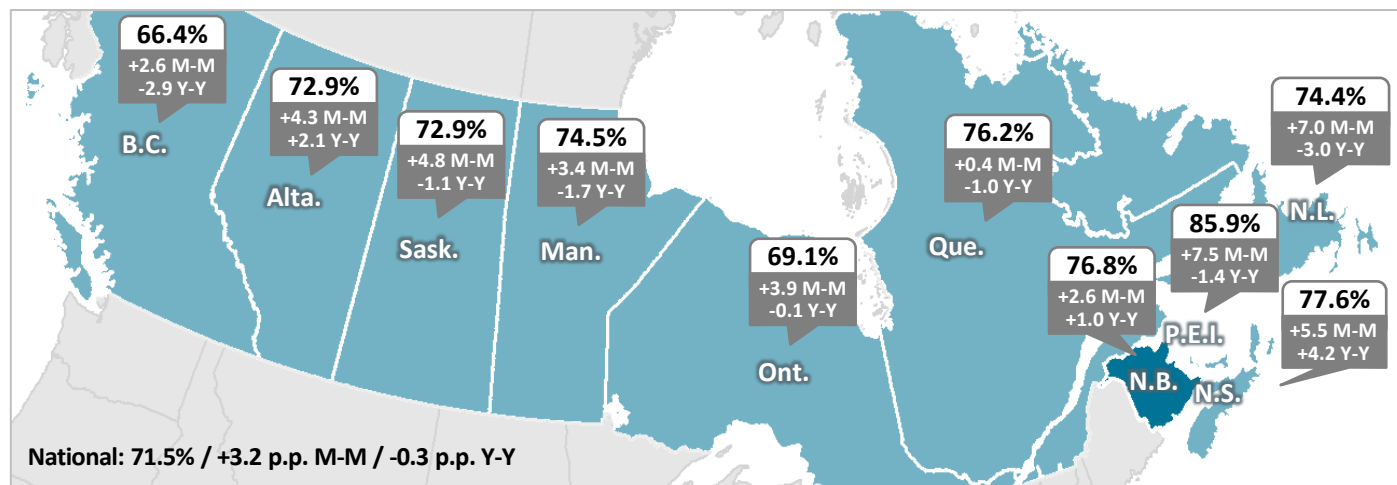 66.4%
+2.6 M-M
-2.9 Y-Y
B.C.
72.9%
+4.3 M-M
+2.1 Y-Y
Alta.
72.9%
+4.8 M-M
-1.1 Y-Y
Sask.
74.5%
+3.4 M-M
-1.7 Y-Y
Man.
69.1%
+3.9 M-M
-0.1 Y-Y
Ont.
76.2%
+0.4 M-M
-1.0 Y-Y
Que.
74.4%
+7.0 M-M
-3.0 Y-Y
N.L.
85.9%
+7.5 M-M
-1.4 Y-Y
P.E.I.
76.8%
+2.6 M-M
+1.0 Y-Y
N.B.
77.6%
+5.5 M-M
+4.2 Y-Y
N.S.
National: 71.5% / +3.2 p.p. M-M / -0.3 p.p. Y-Y